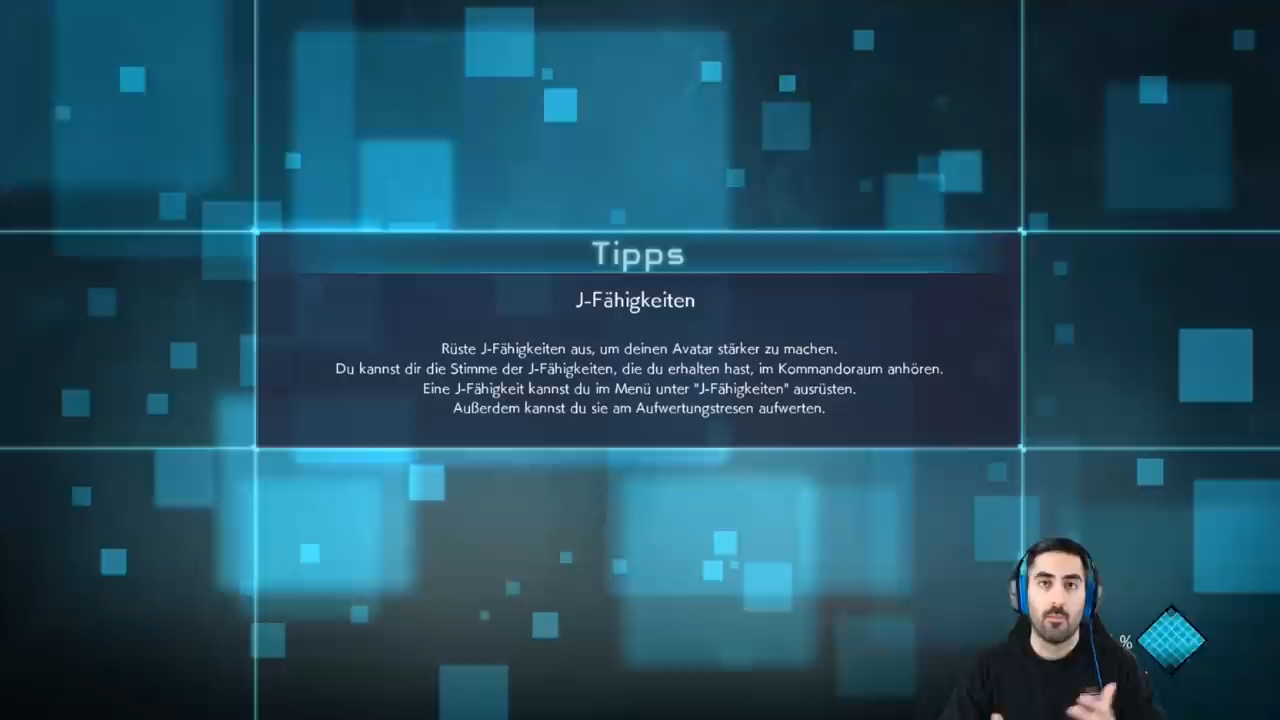 Tipps
J-Fähigkeiten
Rüste J-Fähigkeiten aus, um deinen Avatar stärker zu machen.
Du kannst dir die Stimme der J-Fähigkeiten, die du erhalten hast, im Kommandoraum anhören.
Eine J-Fähigkeit kannst du im Menü unter "J-Fähigkeiten" ausrüsten.
Außerdem kannst du sie am Aufwertungstresen aufwerten.
%